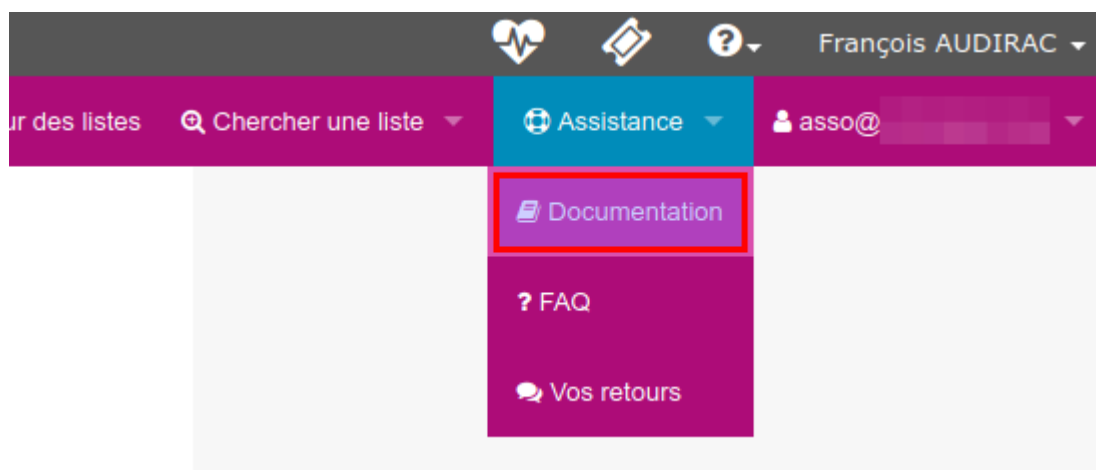 François AUDIRAC
ur des listes Chercher une liste Assistance asso@
Documentation
? FAQ
Vos retours